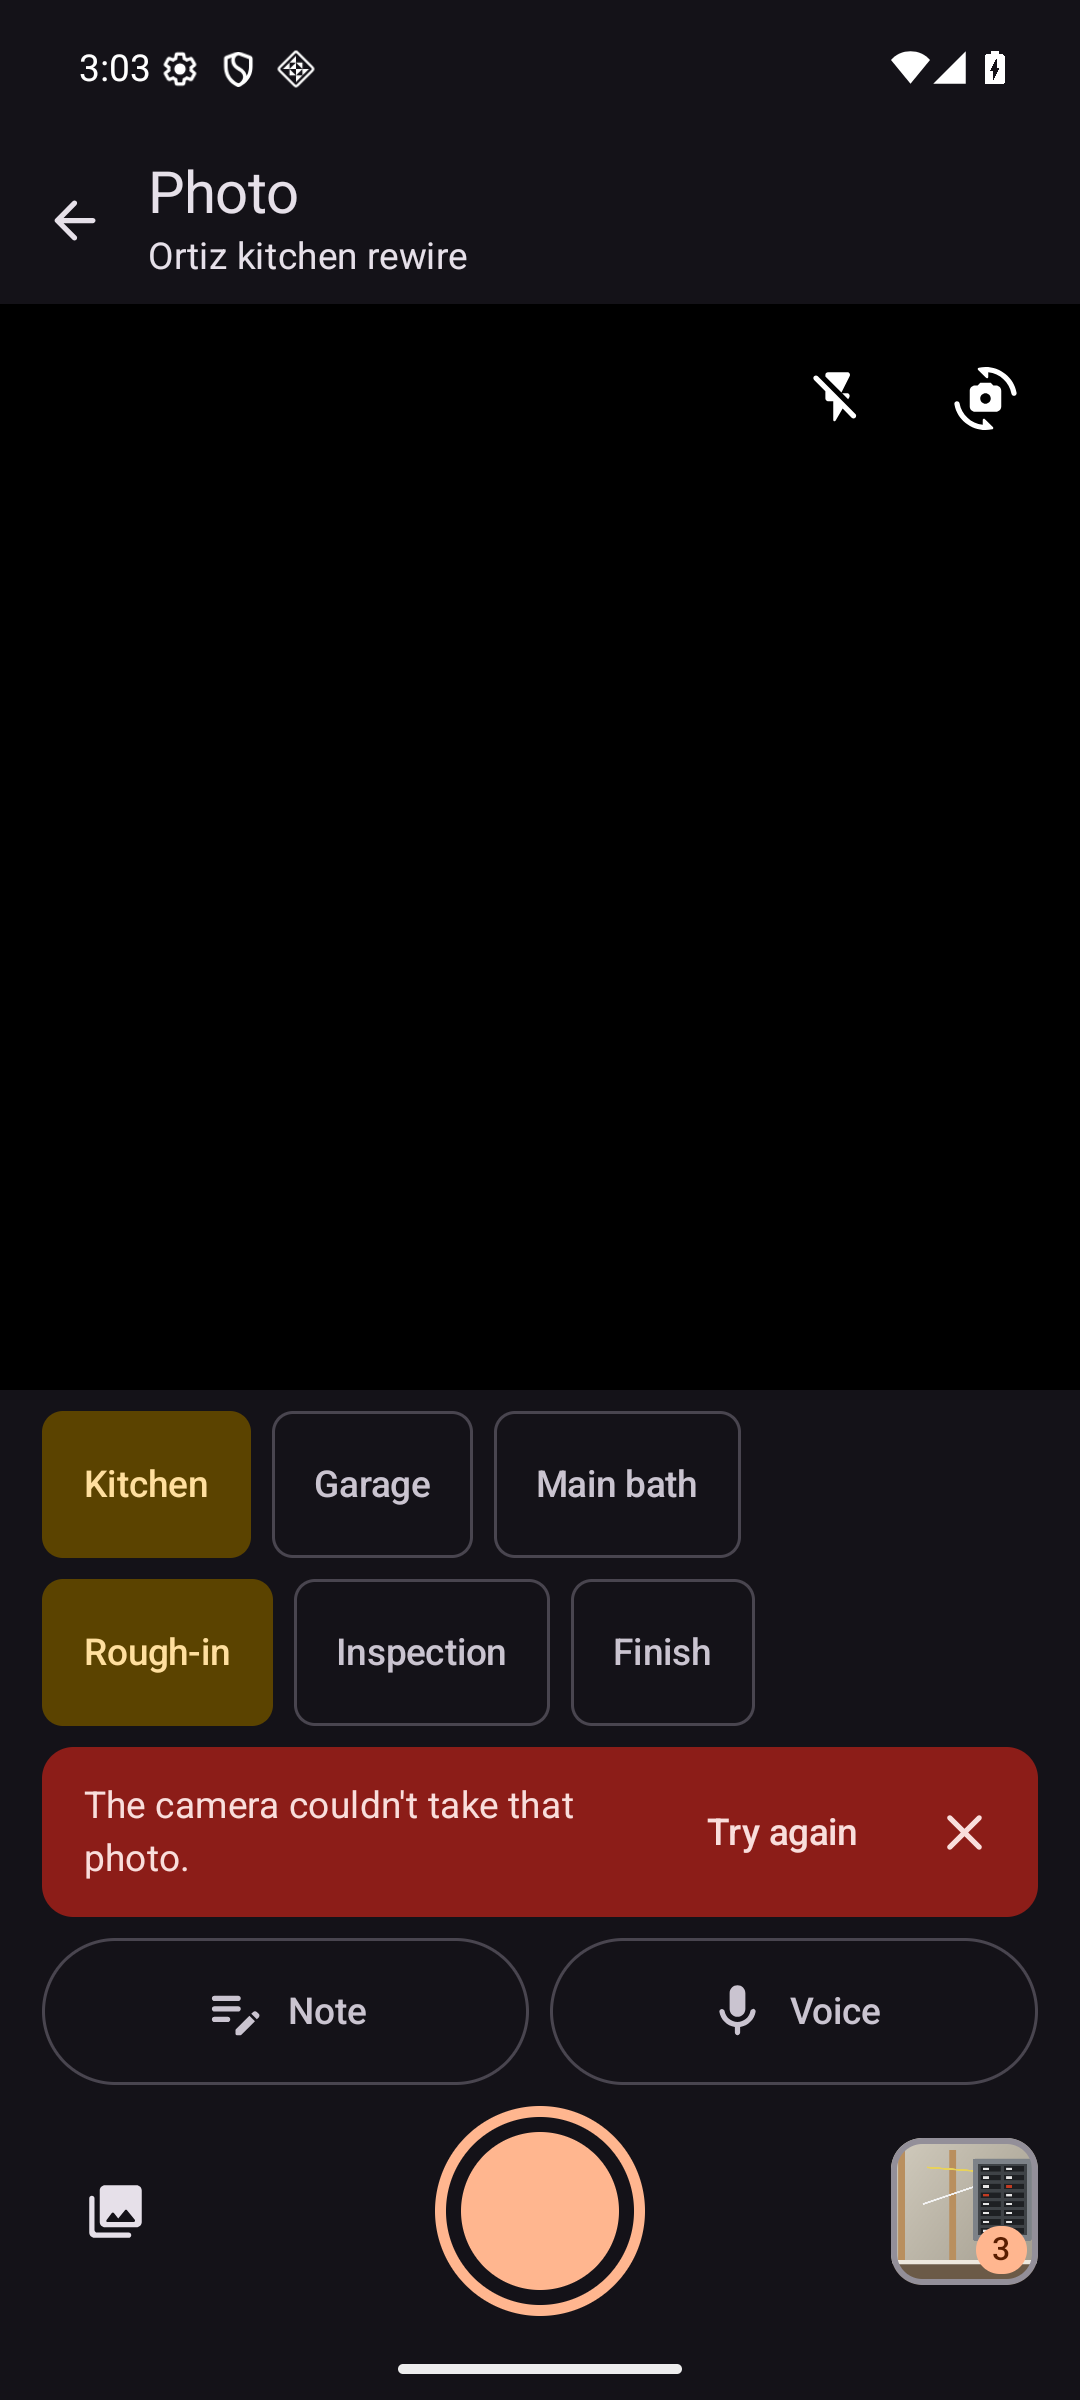 3:03
Photo
Ortiz kitchen rewire
Kitchen
Garage
Main bath
Rough-in
Inspection
Finish
The camera couldn't take that
photo.
Try again
Note
Voice
3